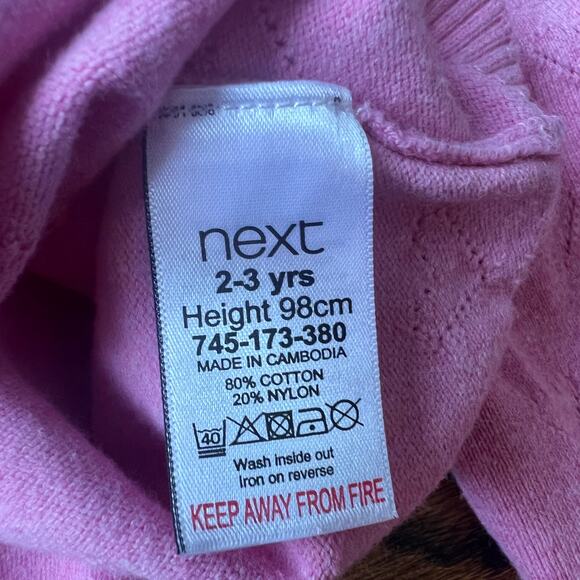 next
2-3 yrs
Height 98cm
745-173-380
MADE IN CAMBODIA
80% COTTON
20% NYLON
40
Wash inside out
Iron on reverse
KEEP AWAY FROM FIRE